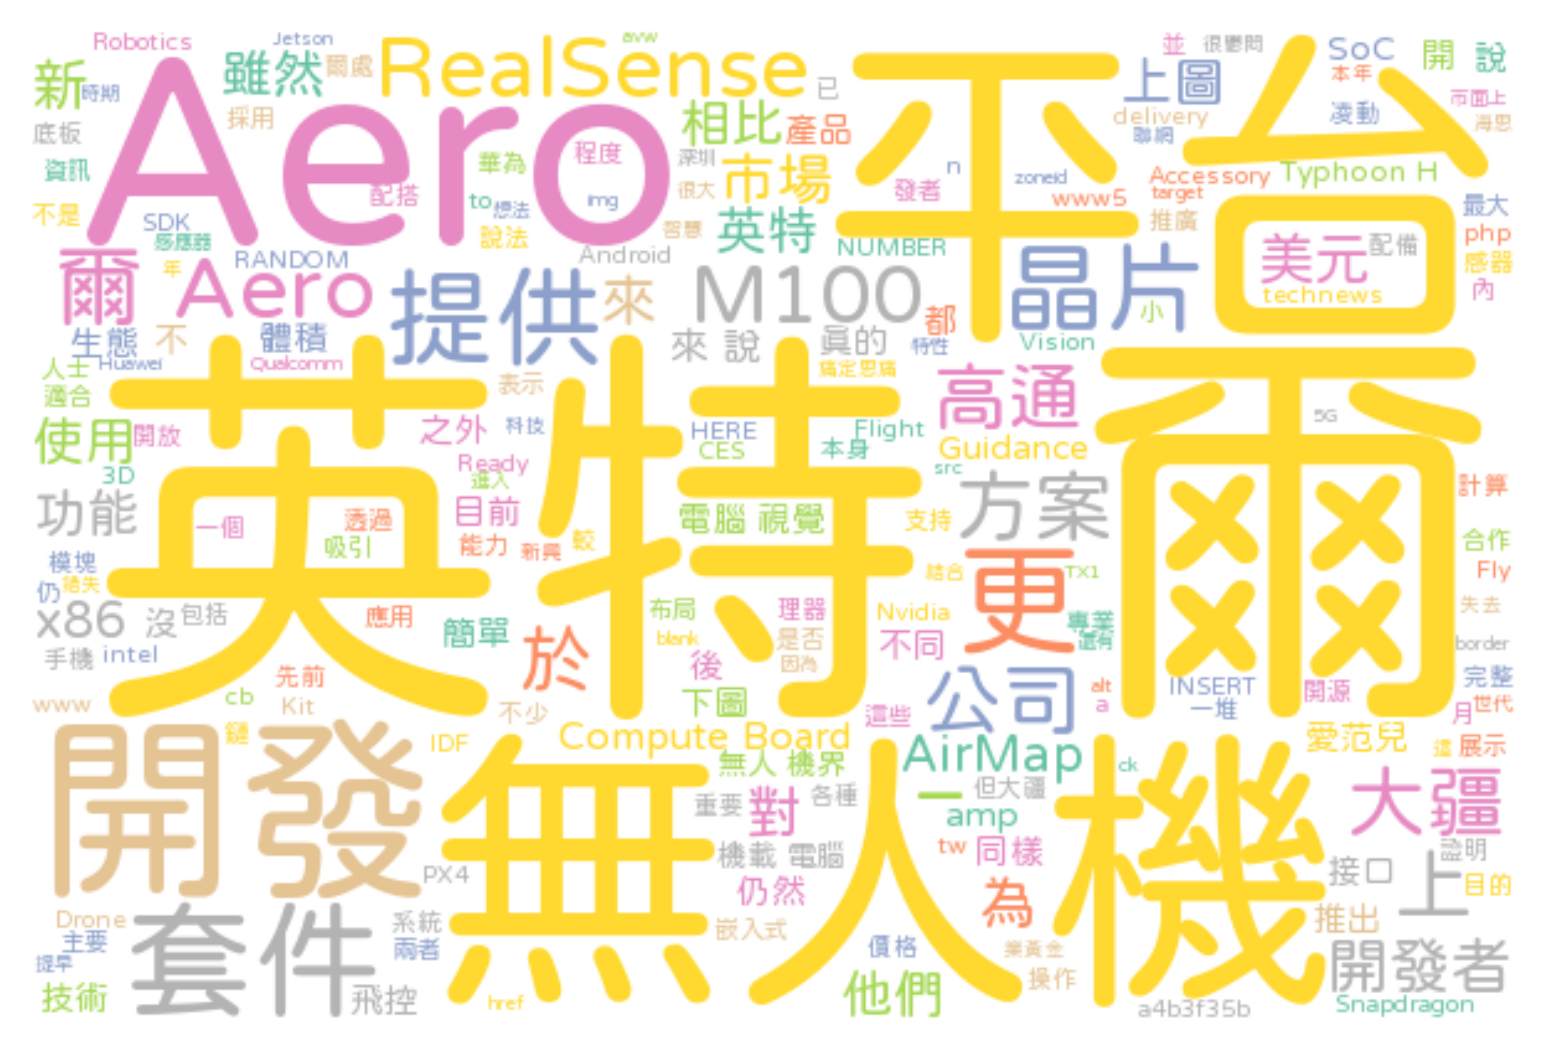 Robotics
Jetson
avw
並
很鬱悶
SoC
開
說
新
時期
雖然
爾處
RealSense
已
平台
上圖
本年
市面上
採用
Aero
相比
產品
delivery
凌動
海思
底板
聯網
資訊
華為
程度
深圳
市場
n
zoneid
Accessory
Typhoon H
配搭
很大
發者
www5
target
不是
SDK
to
想法
img
智慧
英特
推廣
最大
感應器
說法
NUMBER
php
年
RANDOM
Android
美元
配備
感器
爾 Aero
提供
來
M100
晶片
technews
內
都
小
生態
不
體積
來 說
真的
特性
Vision
人士
Huawei
Qualcomm
表示
痛定思痛
高通
適合
英特爾
5G
使用
開放
之外
科技
HERE
Flight
CES
本身
Guidance
3D
Ready
進入
src
功能
目前
電腦 視覺
方案
計算
一個
透過
支持
吸引
能力
新興
較
合作
模塊
仍
錯失
結合
更
TX1
Fly
x86
沒
包括
應用
布局
理器
Nvidia
專業
失去
簡單
於
blank
是否
不同
還有
border
手機
intel
後
因為
先前
公司
alt
INSERT
開源
完整
www
cb
Kit
不少
下圖
這些
a
一堆
月
世代
開發
鏈
IDF
Compute Board
AirMap
愛范兒
這
展示
無人機
無人 機界
ck
重要
對
各種
一
但大疆
大疆
amp
PX4
機載 電腦
tw
同樣
接口
證明
仍然
上
目的
Drone
套件
系統
嵌入式
為
推出
主要
兩者
價格
業黃金
開發者
提早
技術
飛控
href
他們
操作
a4b3f35b
Snapdragon